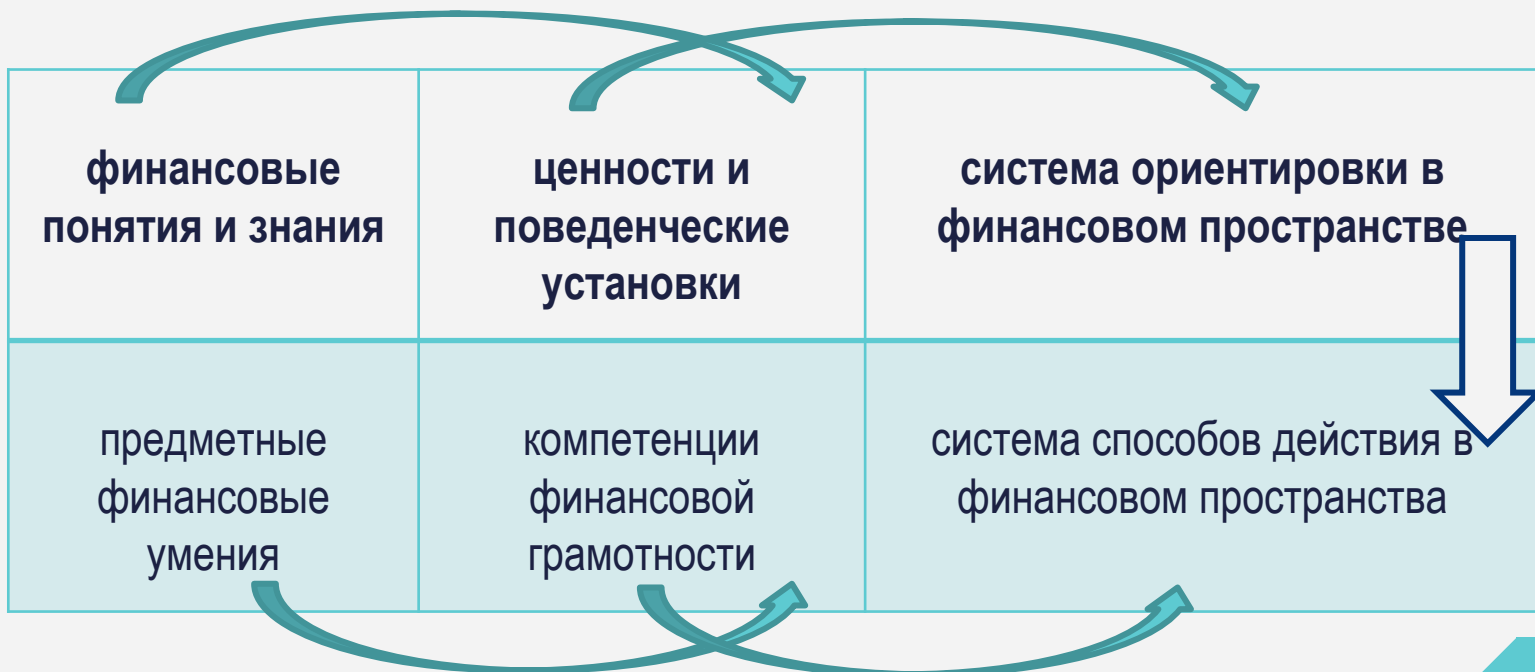 финансовые
понятия и знания
ценности и
поведенческие
установки
система ориентировки в
финансовом пространстве
предметные
финансовые
умения
компетенции
финансовой
грамотности
система способов действия в
финансовом пространства